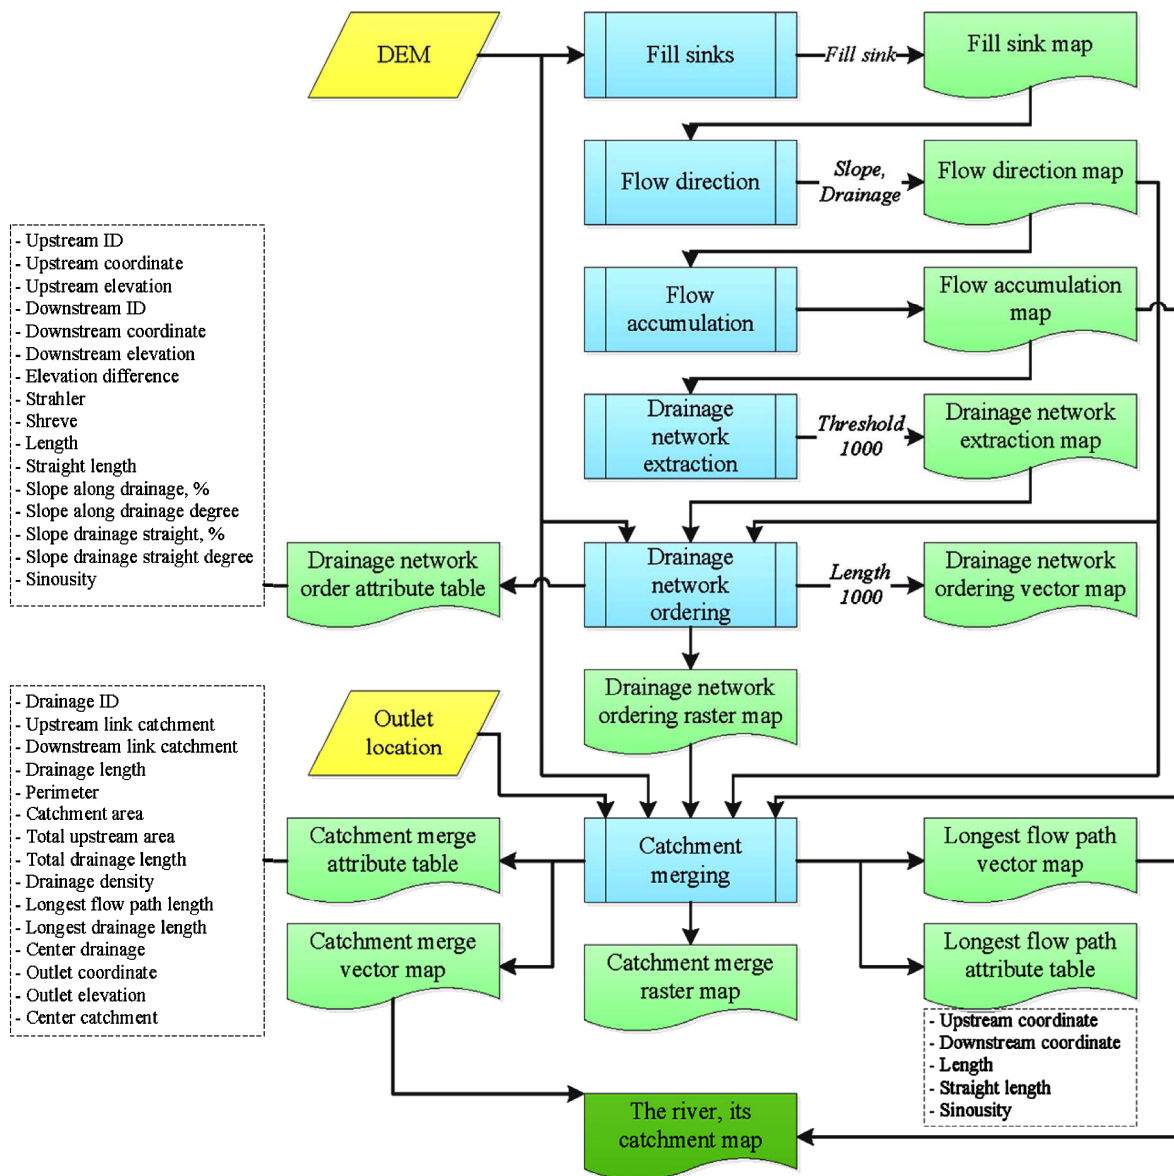 DEM
Fill sinks
Fill sink
Fill sink map
Flow direction
Slope,
Drainage
Flow direction map
Flow
accumulation
Flow accumulation
map
Drainage
network
extraction
Threshold
1000
Drainage network
extraction map
- Upstream ID
- Upstream coordinate
- Upstream elevation
- Downstream ID
- Downstream coordinate
- Downstream elevation
- Elevation difference
- Strahler
- Shreve
- Length
- Straight length
- Slope along drainage, %
- Slope along drainage degree
- Slope drainage straight, %
- Slope drainage straight degree
- Sinousity
Drainage network
order attribute table
Drainage
network
ordering
Length
1000
Drainage network
ordering vector map
Drainage network
ordering raster map
Outlet
location
- Drainage ID
- Upstream link catchment
- Downstream link catchment
- Drainage length
- Perimeter
- Catchment area
- Total upstream area
- Total drainage length
- Drainage density
- Longest flow path length
- Longest drainage length
- Center drainage
- Outlet coordinate
- Outlet elevation
- Center catchment
Catchment merge
attribute table
Catchment
merging
Longest flow path
vector map
Catchment merge
vector map
Catchment merge
raster map
Longest flow path
attribute table
- Upstream coordinate
- Downstream coordinate
- Length
- Straight length
- Sinousity
The river, its
catchment map